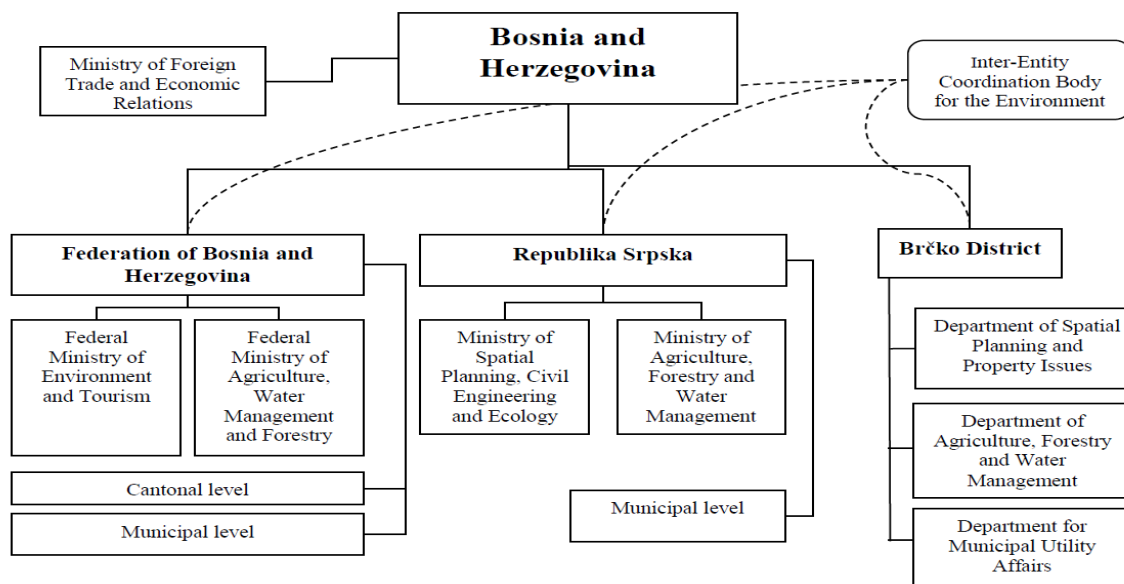 Bosnia and
Herzegovina
Ministry of Foreign
Trade and Economic
Relations
Inter-Entity
Coordination Body
for the Environment
Federation of Bosnia and
Herzegovina
Republika Srpska
Brčko District
Federal
Ministry of
Environment
and Tourism
Federal
Ministry of
Agriculture,
Water
Management
and Forestry
Ministry of
Spatial
Planning, Civil
Engineering
and Ecology
Ministry of
Agriculture,
Forestry and
Water
Management
Department of Spatial
Planning and
Property Issues
Department of
Agriculture, Forestry
and Water
Management
Cantonal level
Municipal level
Municipal level
Department for
Municipal Utility
Affairs